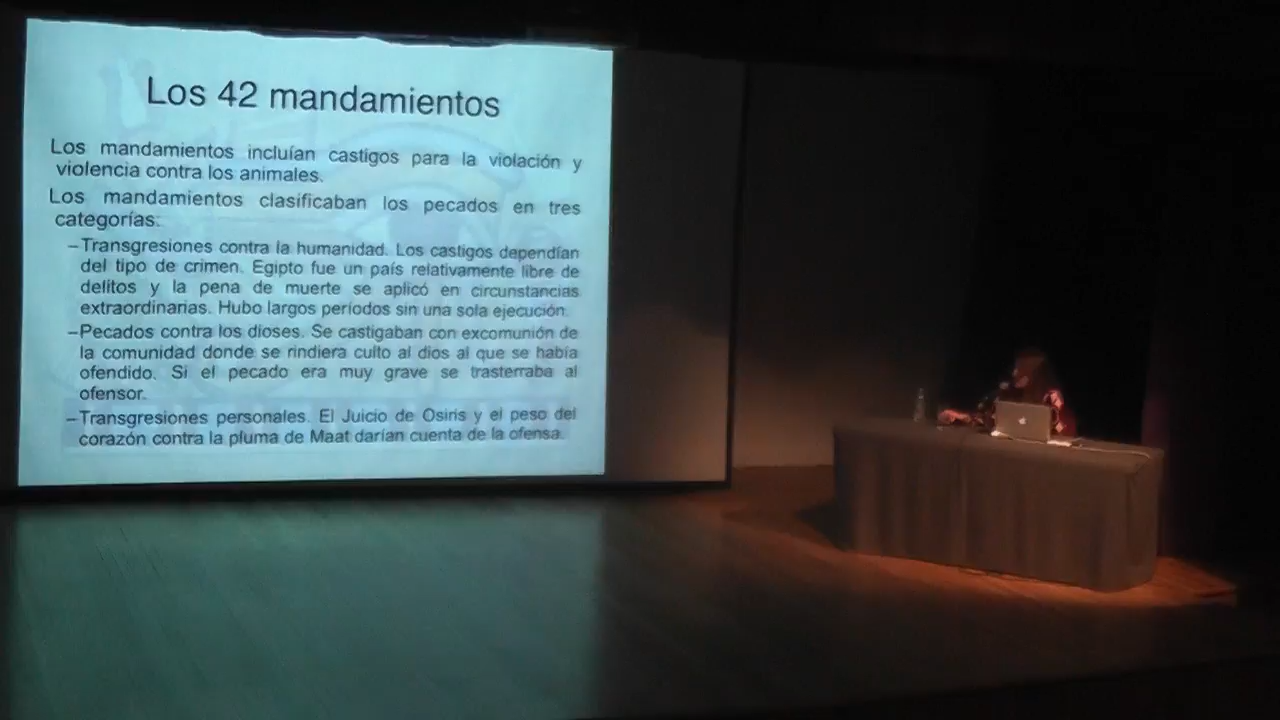 Los 42 mandamientos
Los mandamientos incluían castigos para la violación y
violencia contra los animales.
Los mandamientos clasificaban los pecados en tres
categorías:
–Transgresiones contra la humanidad. Los castigos dependían
del tipo de crimen. Egipto fue un país relativamente libre de
delitos y la pena de muerte se aplicó en circunstancias
extraordinarias. Hubo largos períodos sin una sola ejecución.
–Pecados contra los dioses. Se castigaban con excomunión de
la comunidad donde se rindiera culto al dios al que se había
ofendido. Si el pecado era muy grave se trasterraba al
ofensor.
–Transgresiones personales. El Juicio de Osiris y el peso del
corazón contra la pluma de Maat darían cuenta de la ofensa.